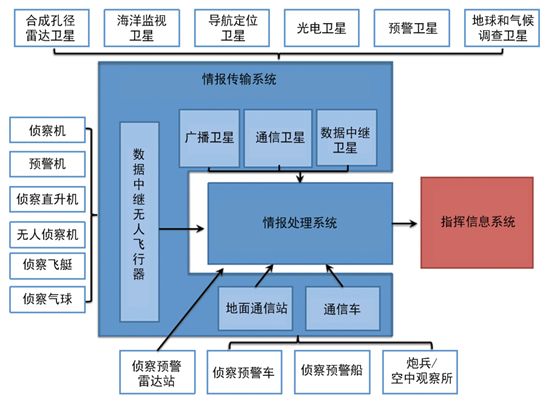 合成孔径
雷达卫星
海洋监视
卫星
导航定位
卫星
光电卫星
预警卫星
地球和气候
调查卫星
情报传输系统
侦察机
预警机
侦察直升机
无人侦察机
侦察飞艇
侦察气球
数据中继无人飞行器
广播卫星
通信卫星
数据中继
卫星
情报处理系统
指挥信息系统
地面通信站
通信车
侦察预警
雷达站
侦察预警车
侦察预警船
炮兵/
空中观察所